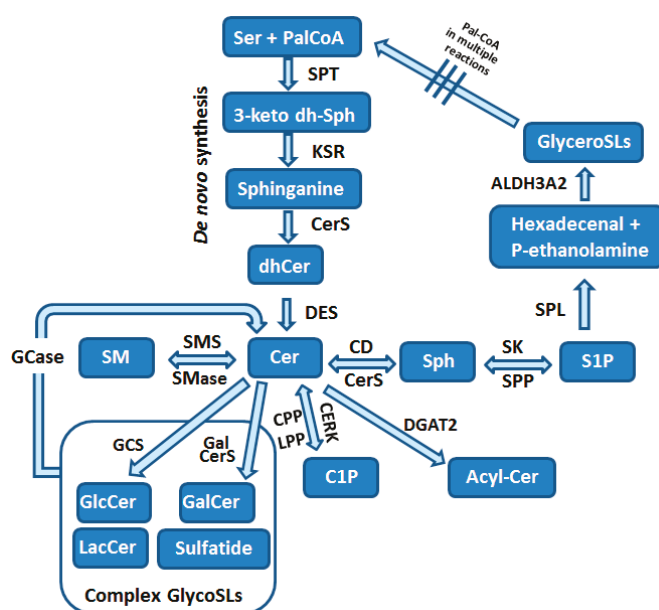 Ser + PalCoA
Pal-CoA
in multiple
reactions
SPT
De novo synthesis
3-keto dh-Sph
GlyceroSLs
KSR
ALDH3A2
Sphinganine
Hexadecenal +
P-ethanolamine
CerS
dhCer
DES
SPL
GCase
SM
SMS
SMase
Cer
CD
CerS
Sph
SK
SPP
S1P
GCS
Gal
CerS
CPP
LPP
CERK
DGAT2
C1P
Acyl-Cer
GlcCer
GalCer
LacCer
Sulfatide
Complex GlycoSLs